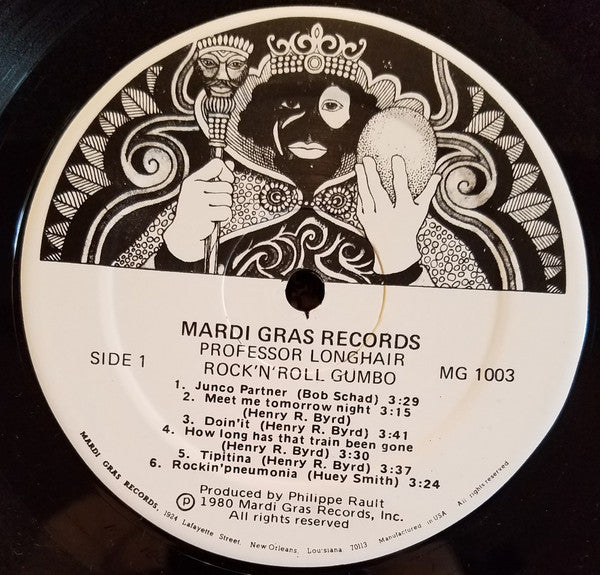 MARDI GRAS RECORDS
PROFESSOR LONGHAIR
SIDE 1
ROCK'N'ROLL GUMBO
MG 1003
1. Junco Partner (Bob Schad) 3:29
2. Meet me tomorrow night 3:15
(Henry R. Byrd)
3. Doin'it (Henry R. Byrd) 3:41
4. How long has that train been gone
(Henry R. Byrd) 3:30
5. Tipitina (Henry R. Byrd) 3:37
6. Rockin'pneumonia (Huey Smith) 3:24
Produced by Philippe Rault
Ⓟ 1980 Mardi Gras Records, Inc.
All rights reserved
MARDI GRAS RECORDS, 1924 Lafayette Street, New Orleans, Louisiana 70113 Manufactured in USA All rights reserved